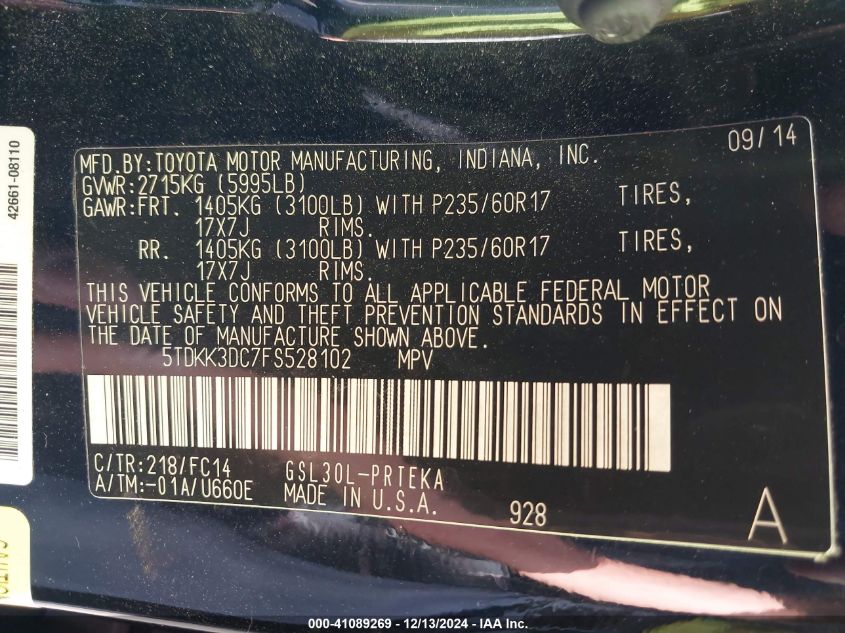 42661-08110
MFD.BY:TOYOTA MOTOR MANUFACTURING, INDIANA, INC. 09/14
GVWR:2715KG (5995LB)
GAWR:FRT. 1405KG (3100LB) WITH P235/60R17 TIRES,
17X7J RIMS.
RR. 1405KG (3100LB) WITH P235/60R17 TIRES,
17X7J RIMS.
THIS VEHICLE CONFORMS TO ALL APPLICABLE FEDERAL MOTOR
VEHICLE SAFETY AND THEFT PREVENTION STANDARDS IN EFFECT ON
THE DATE OF MANUFACTURE SHOWN ABOVE.
5TDKK3DC7FS528102 MPV
C/TR:218/FC14 GSL30L-PRTEKA
A/TM:-01A/U660E MADE IN U.S.A. 928 A
000-41089269 - 12/13/2024 - IAA Inc.